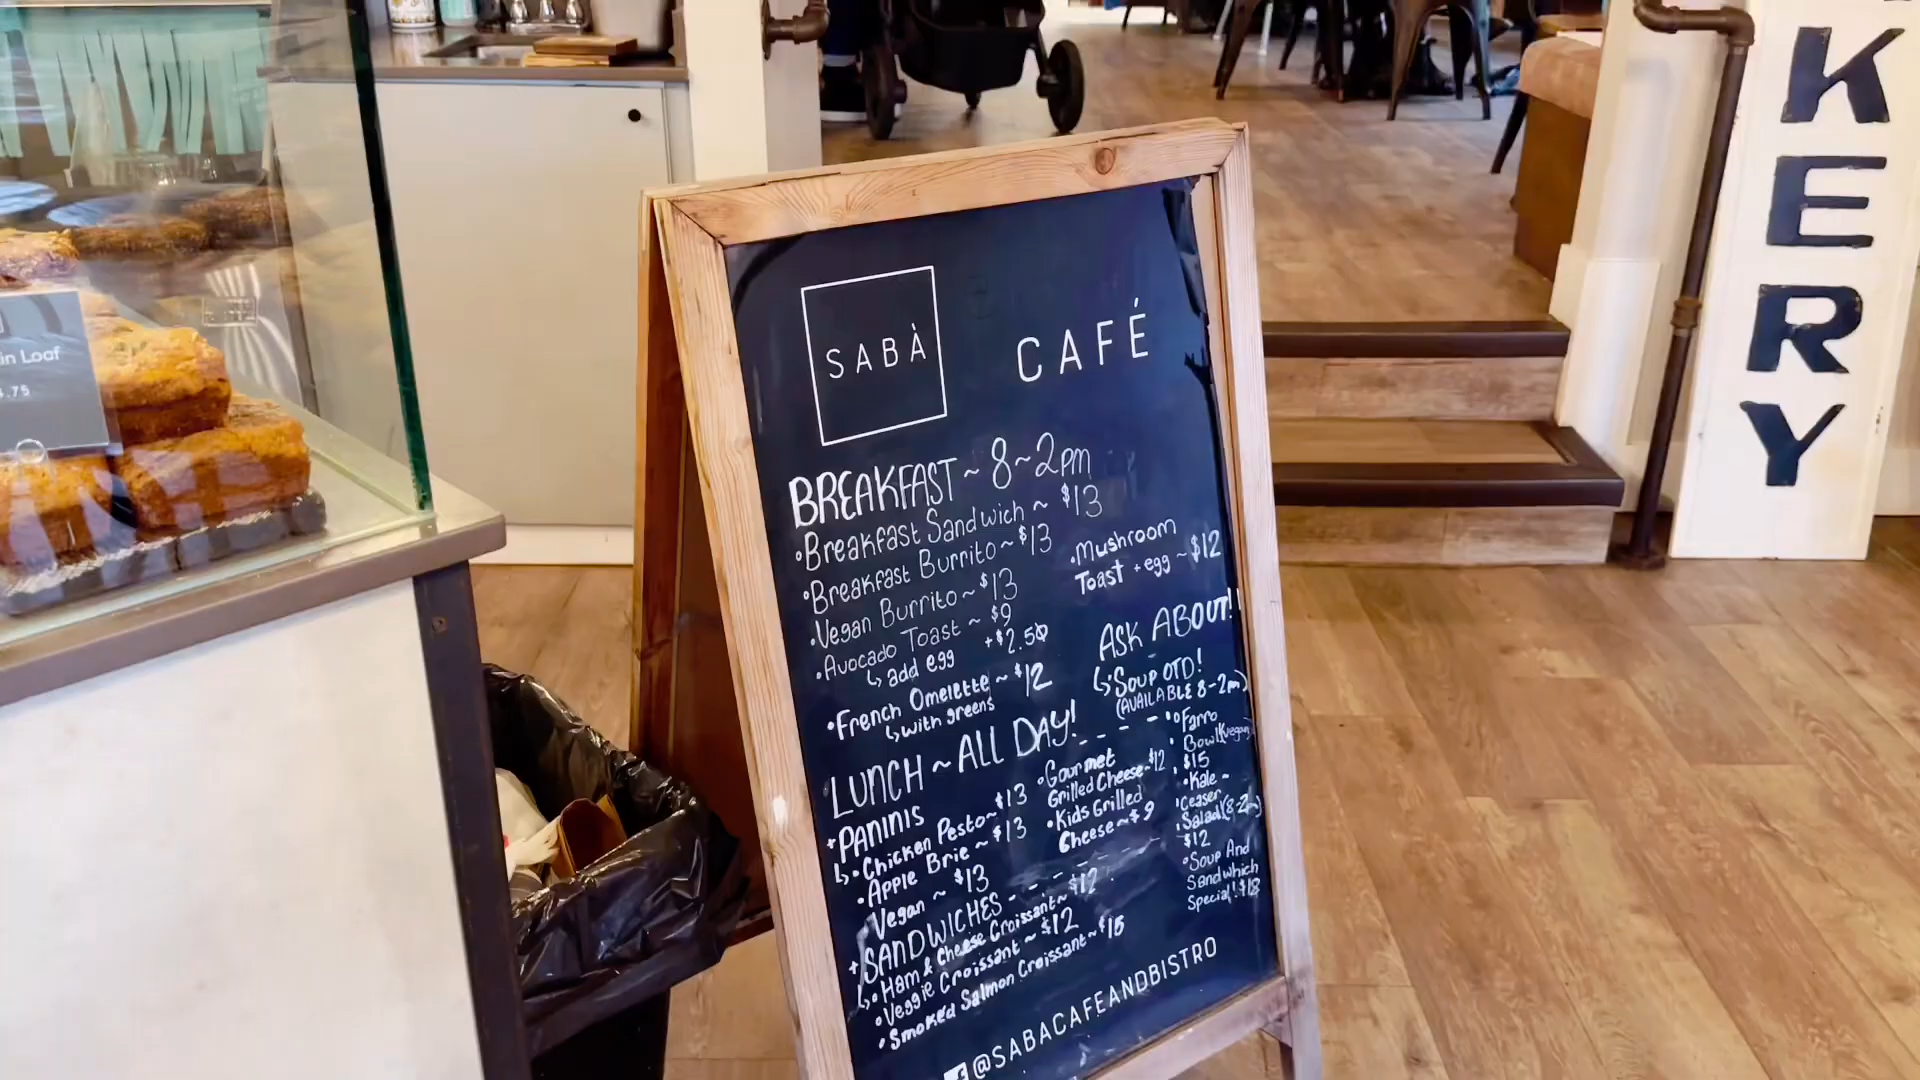 SABÀ
CAFÉ
BREAKFAST ~ 8~2pm
•Breakfast Sandwich ~ $13
•Breakfast Burrito ~ $13
•Vegan Burrito ~ $13
•Avocado Toast ~ $9
↳ add egg +$2.50
•French Omelette ~ $12
↳ with greens
•Mushroom
Toast + egg ~ $12
ASK ABOUT!
↳•Soup OTD!
(AVAILABLE 8-2pm)
•Farro
Bowl (vegan)
$15
•Kale ~
Ceaser
Salad (8-2pm)
$12
•Soup And
Sandwhich
Special! $18
LUNCH ~ ALL DAY!
+PANINIS
↳•Chicken Pesto ~ $13
•Apple Brie ~ $13
Vegan ~ $13
•Gourmet
Grilled Cheese ~ $12
•Kids Grilled
Cheese ~ $9
+SANDWICHES
↳•Ham & Cheese Croissant ~ $12
•Veggie Croissant ~ $12
•Smoked Salmon Croissant ~ $15
@SABACAFEANDBISTRO
in Loaf
.75
KERY